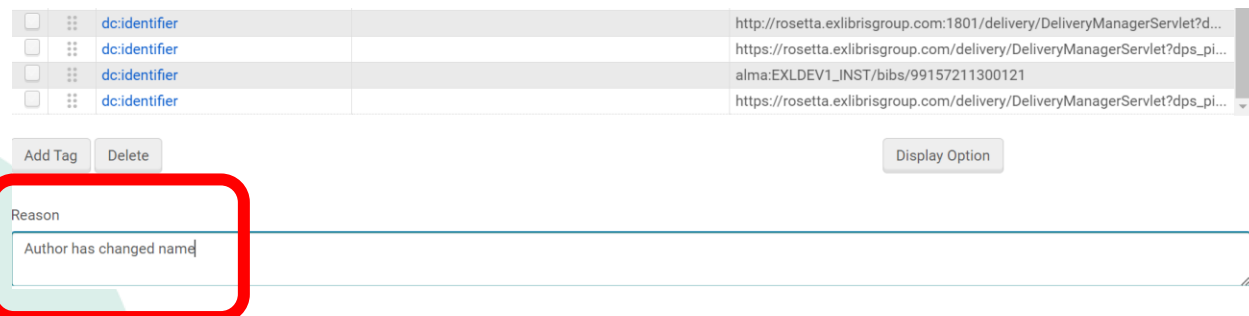 dc:identifier http://rosetta.exlibrisgroup.com:1801/delivery/DeliveryManagerServlet?d...
dc:identifier https://rosetta.exlibrisgroup.com/delivery/DeliveryManagerServlet?dps_pi...
dc:identifier alma:EXLDEV1_INST/bibs/99157211300121
dc:identifier https://rosetta.exlibrisgroup.com/delivery/DeliveryManagerServlet?dps_pi...
Add Tag Delete Display Option
Reason
Author has changed name